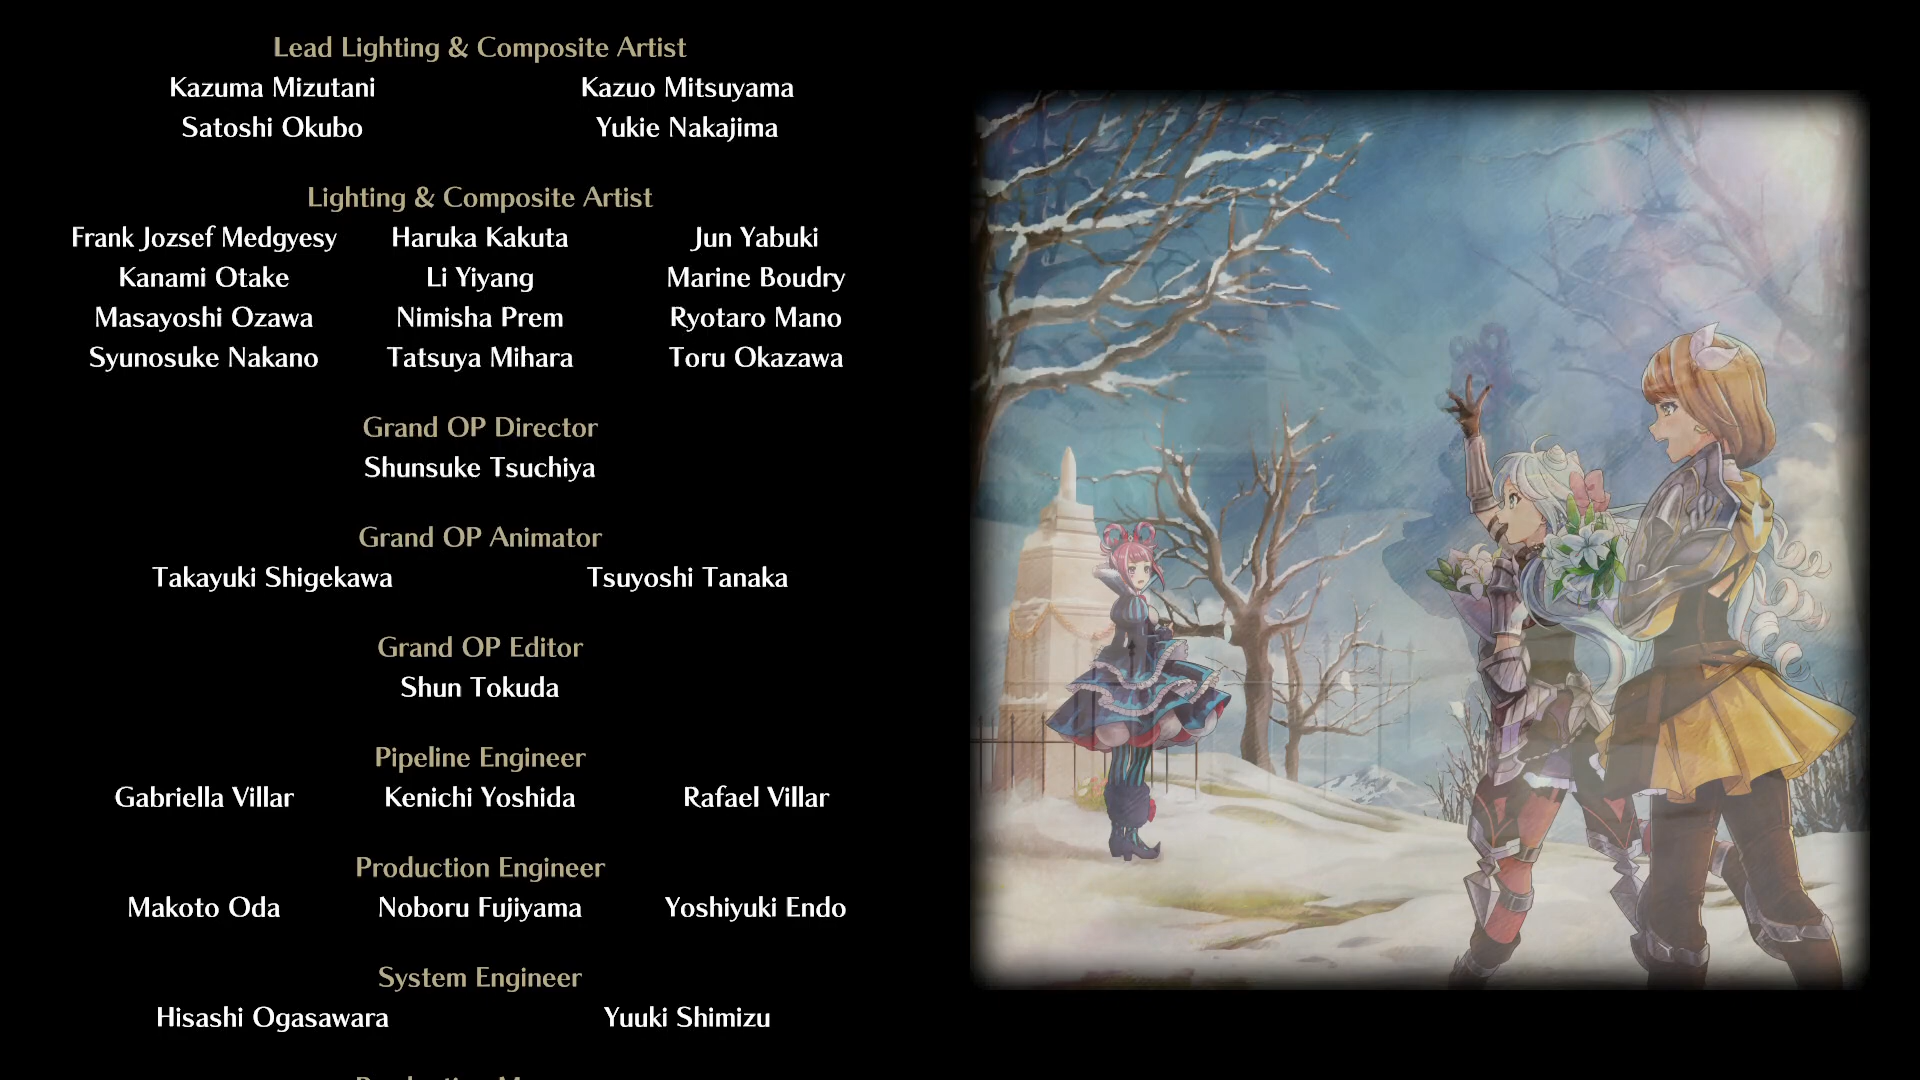 Lead Lighting & Composite Artist
Kazuma Mizutani Kazuo Mitsuyama
Satoshi Okubo Yukie Nakajima
Lighting & Composite Artist
Frank Jozsef Medgyesy Haruka Kakuta Jun Yabuki
Kanami Otake Li Yiyang Marine Boudry
Masayoshi Ozawa Nimisha Prem Ryotaro Mano
Syunosuke Nakano Tatsuya Mihara Toru Okazawa
Grand OP Director
Shunsuke Tsuchiya
Grand OP Animator
Takayuki Shigekawa Tsuyoshi Tanaka
Grand OP Editor
Shun Tokuda
Pipeline Engineer
Gabriella Villar Kenichi Yoshida Rafael Villar
Production Engineer
Makoto Oda Noboru Fujiyama Yoshiyuki Endo
System Engineer
Hisashi Ogasawara Yuuki Shimizu